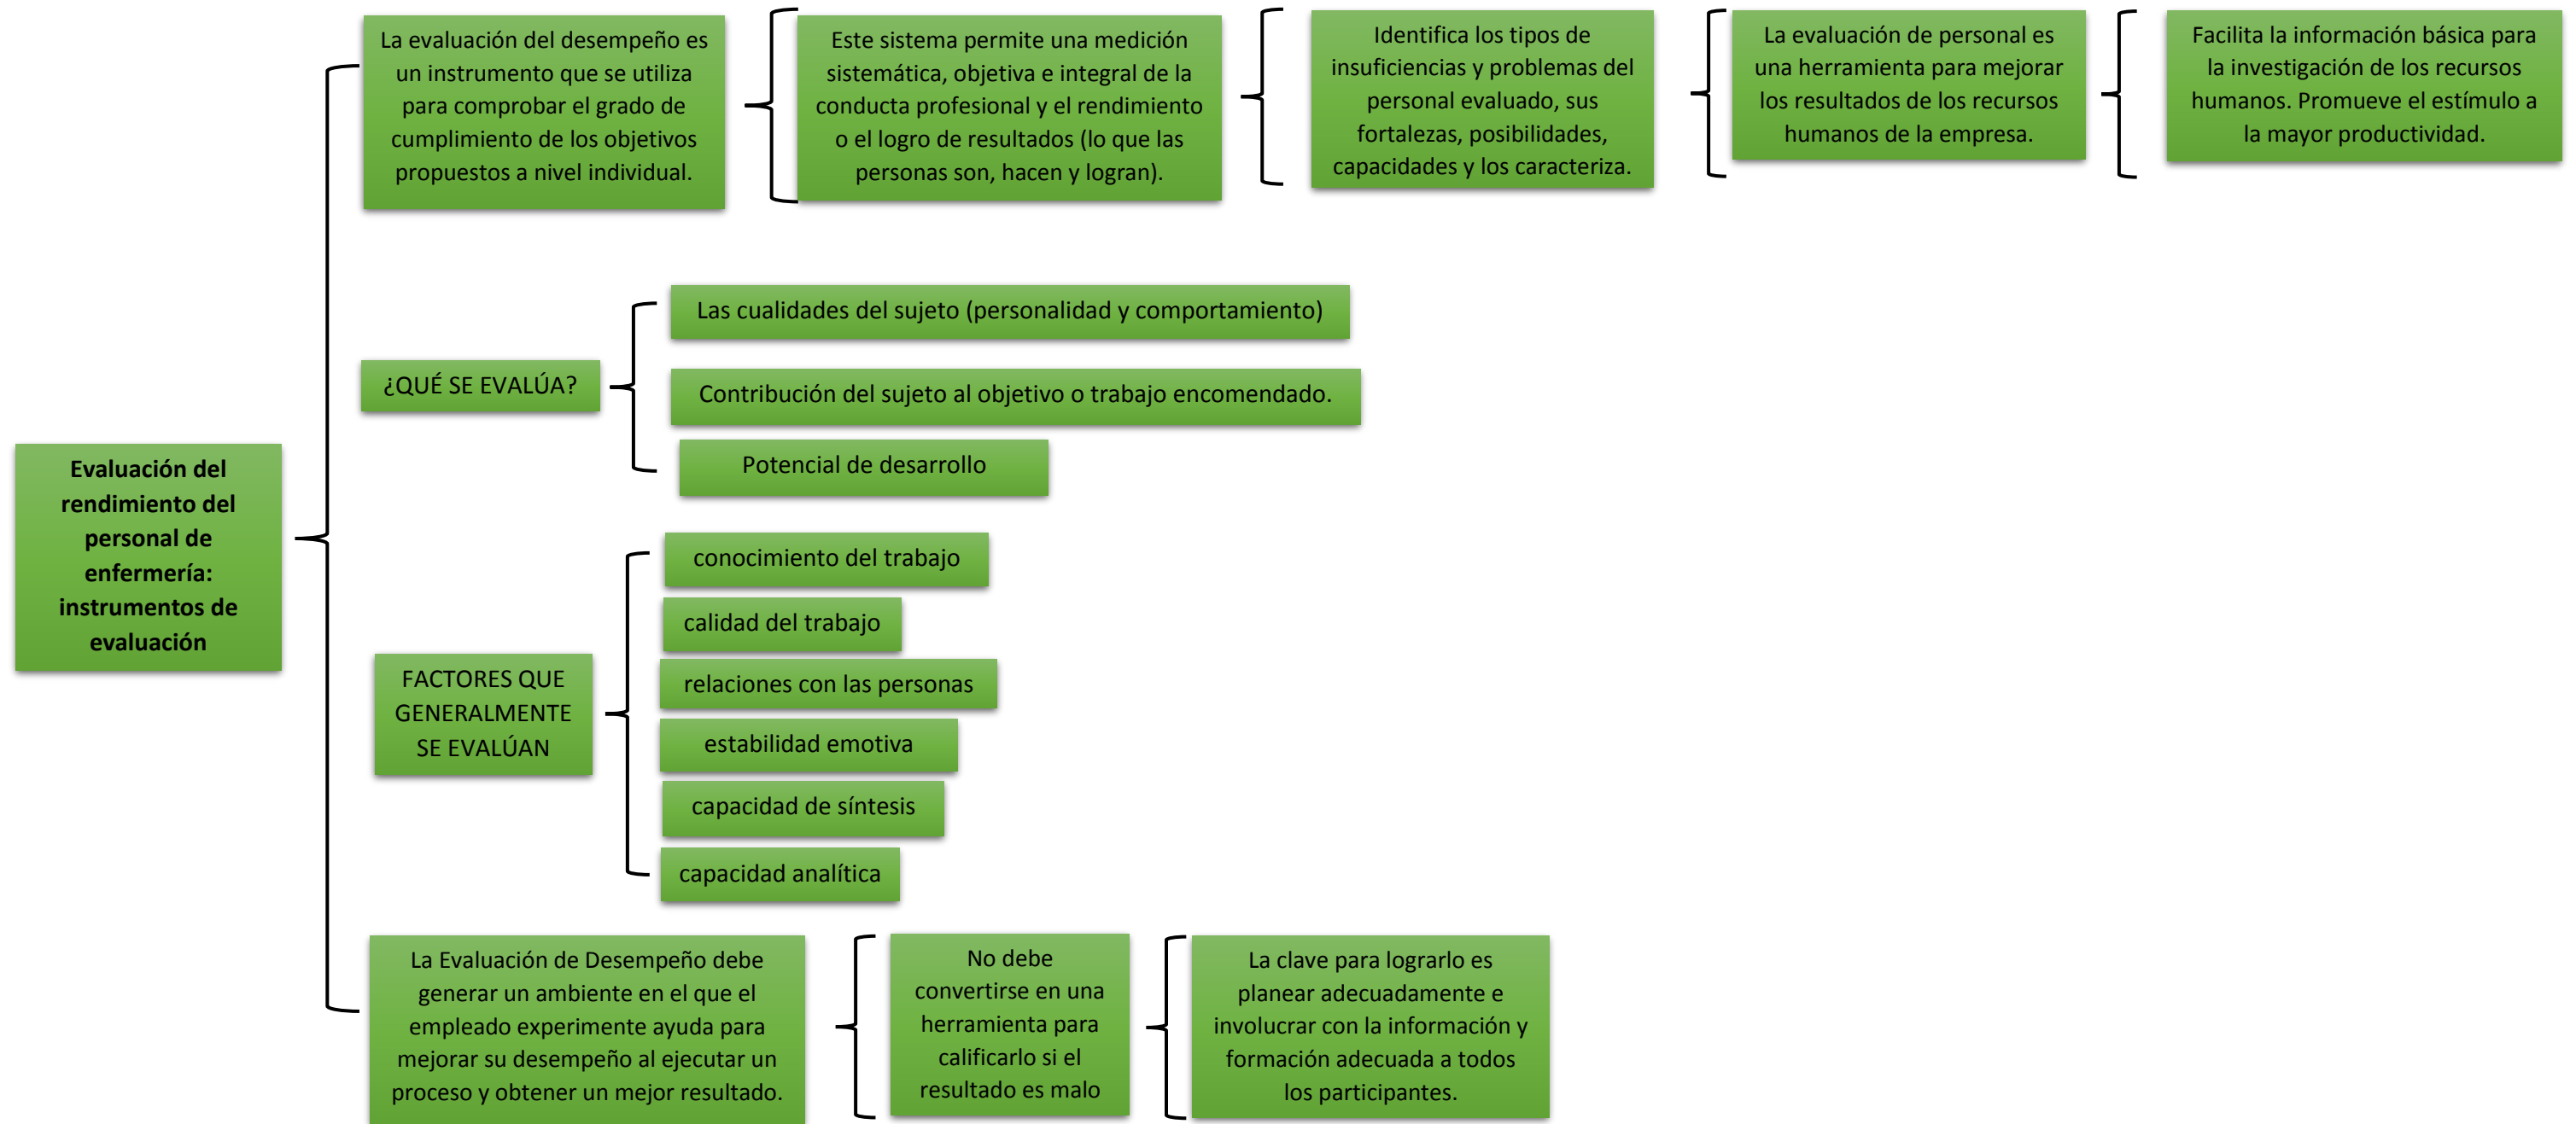 La evaluación del desempeño es
un instrumento que se utiliza
para comprobar el grado de
cumplimiento de los objetivos
propuestos a nivel individual.
Este sistema permite una medición
sistemática, objetiva e integral de la
conducta profesional y el rendimiento
o el logro de resultados (lo que las
personas son, hacen y logran).
Identifica los tipos de
insuficiencias y problemas del
personal evaluado, sus
fortalezas, posibilidades,
capacidades y los caracteriza.
La evaluación de personal es
una herramienta para mejorar
los resultados de los recursos
humanos de la empresa.
Facilita la información básica para
la investigación de los recursos
humanos. Promueve el estímulo a
la mayor productividad.
Evaluación del
rendimiento del
personal de
enfermería:
instrumentos de
evaluación
¿QUÉ SE EVALÚA?
Las cualidades del sujeto (personalidad y comportamiento)
Contribución del sujeto al objetivo o trabajo encomendado.
Potencial de desarrollo
FACTORES QUE
GENERALMENTE
SE EVALÚAN
conocimiento del trabajo
calidad del trabajo
relaciones con las personas
estabilidad emotiva
capacidad de síntesis
capacidad analítica
La Evaluación de Desempeño debe
generar un ambiente en el que el
empleado experimente ayuda para
mejorar su desempeño al ejecutar un
proceso y obtener un mejor resultado.
No debe
convertirse en una
herramienta para
calificarlo si el
resultado es malo
La clave para lograrlo es
planear adecuadamente e
involucrar con la información y
formación adecuada a todos
los participantes.